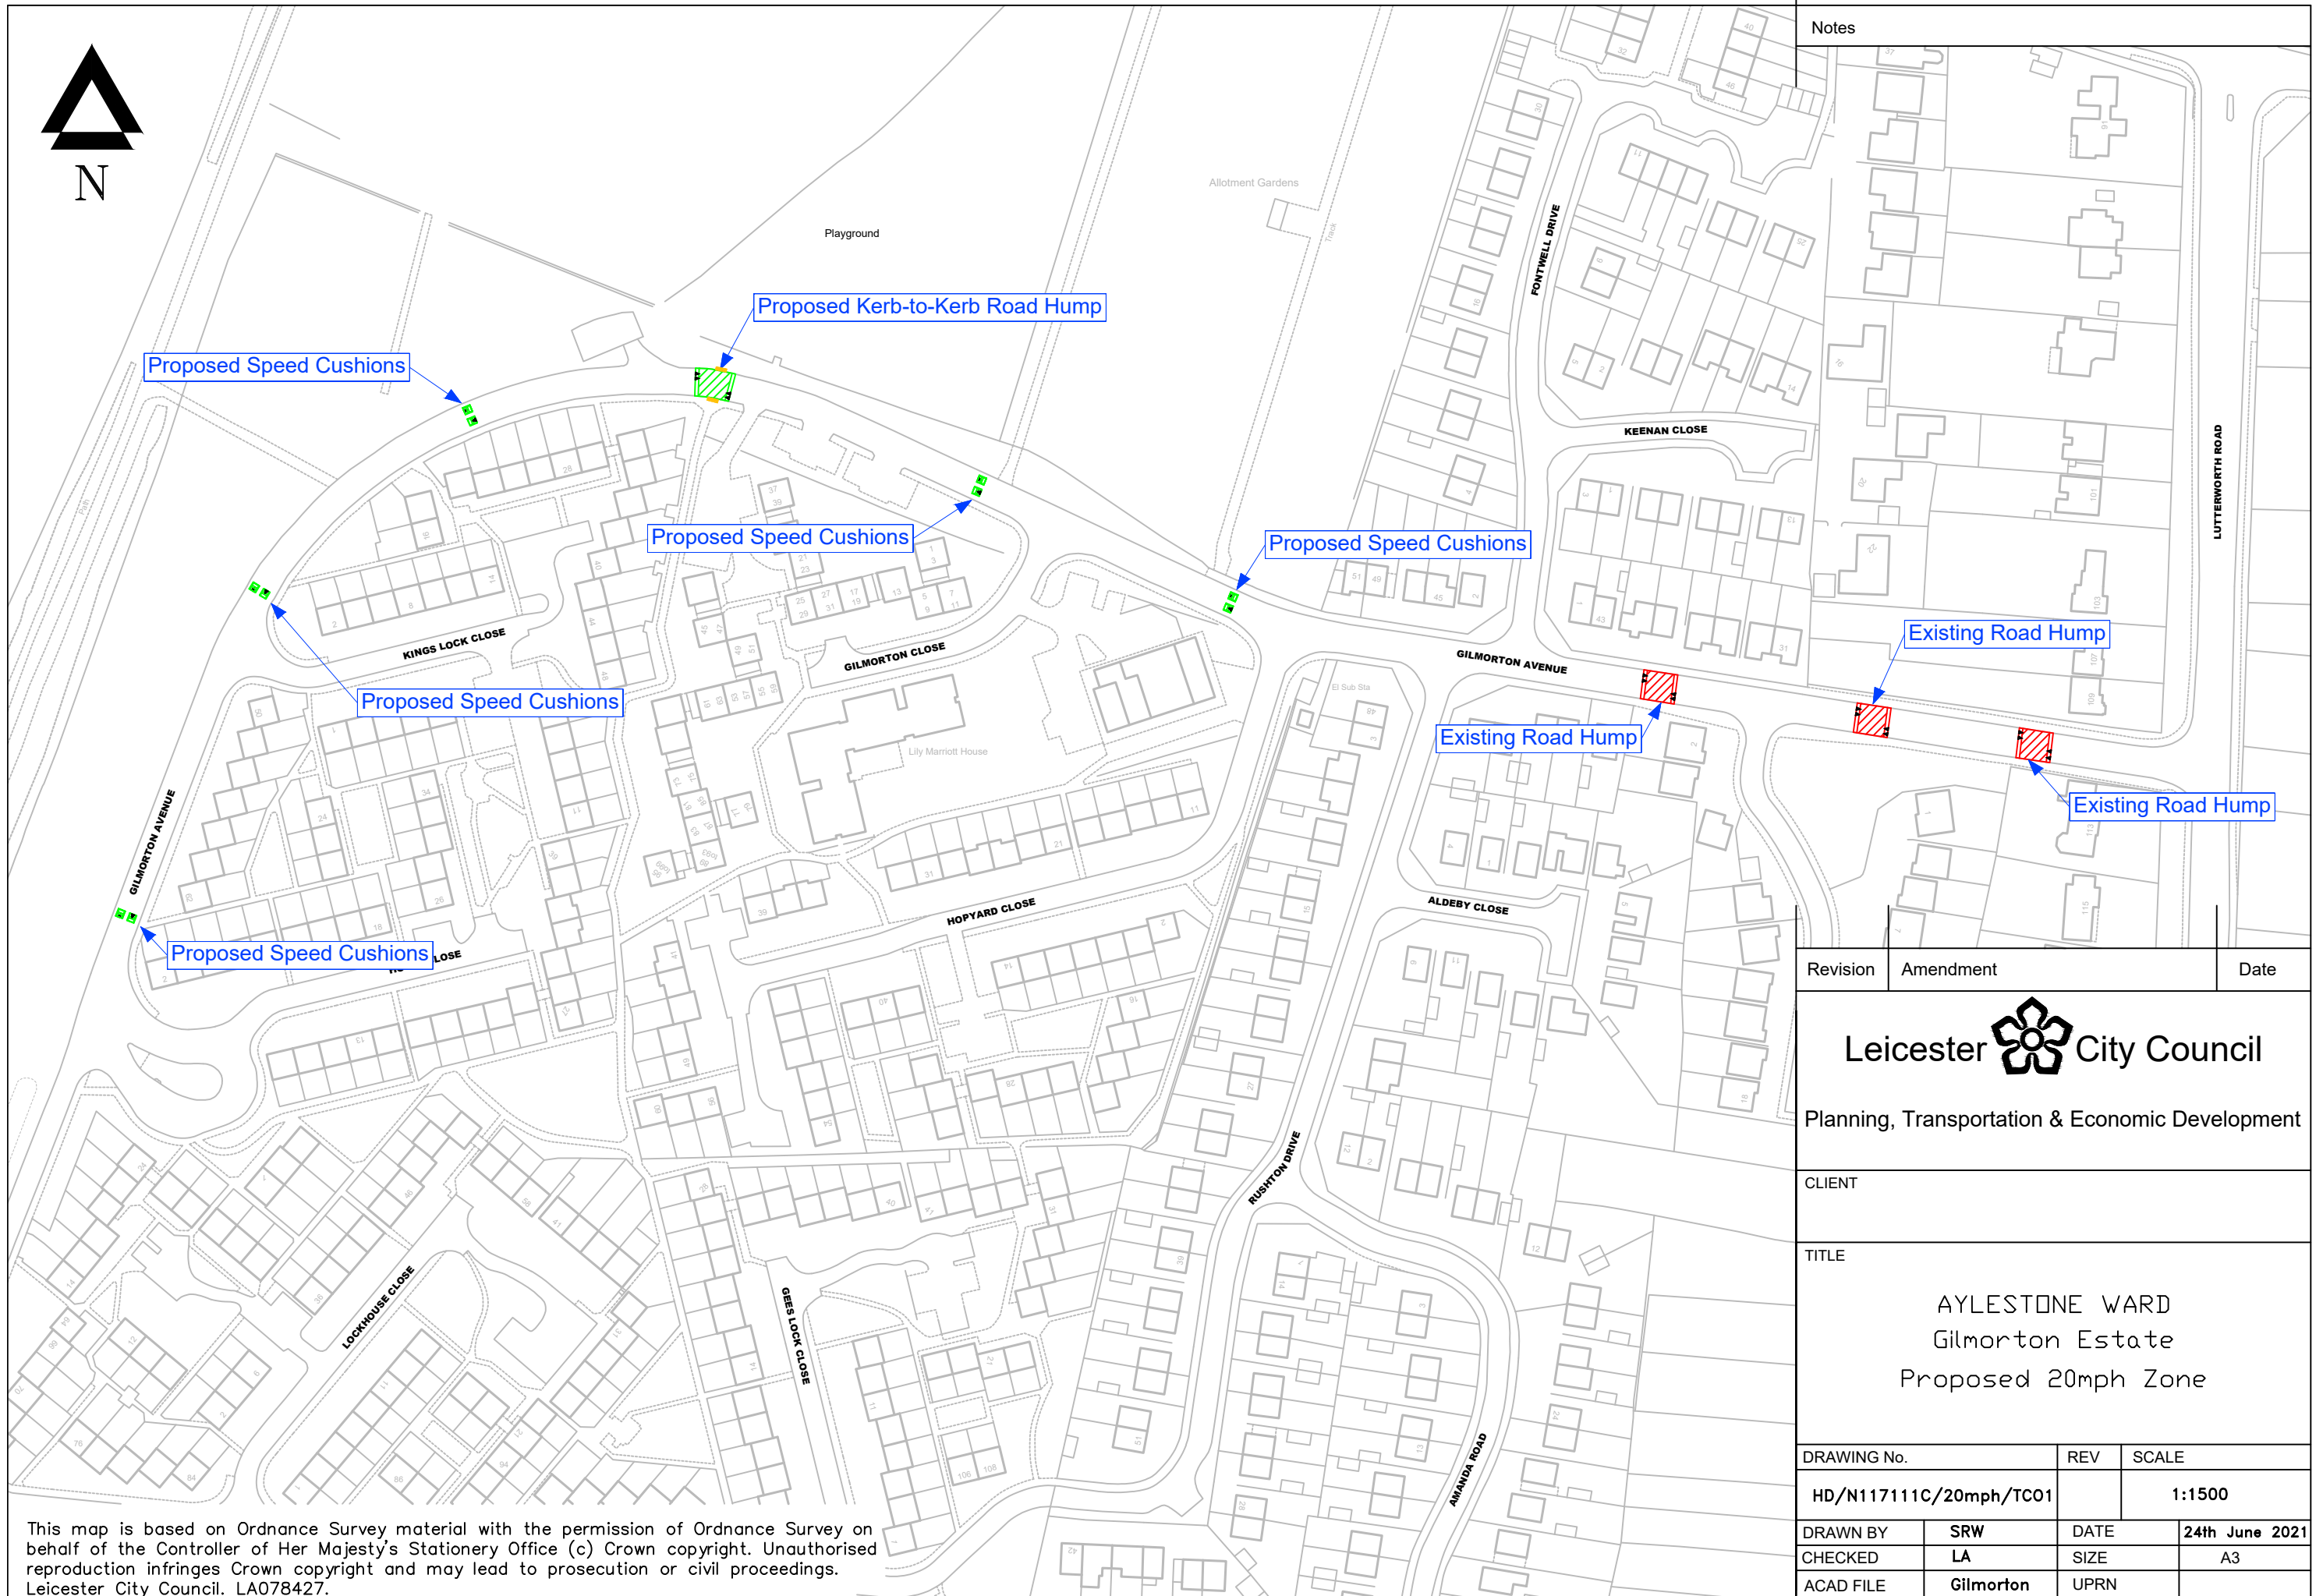 Notes
N
Allotment Gardens
Track
Playground
Path
Proposed Kerb-to-Kerb Road Hump
Proposed Speed Cushions
Proposed Speed Cushions
Proposed Speed Cushions
Proposed Speed Cushions
Proposed Speed Cushions
Existing Road Hump
Existing Road Hump
Existing Road Hump
FONTWELL DRIVE
KEENAN CLOSE
LUTTERWORTH ROAD
KINGS LOCK CLOSE
GILMORTON CLOSE
GILMORTON AVENUE
GILMORTON AVENUE
El Sub Sta
Lily Marriott House
HOPYARD CLOSE
ALDEBY CLOSE
LOSE
RUSHTON DRIVE
LOCKHOUSE CLOSE
GEES LOCK CLOSE
AMANDA ROAD
Revision Amendment Date
Leicester City Council
Planning, Transportation & Economic Development
CLIENT
TITLE
AYLESTONE WARD
Gilmorton Estate
Proposed 20mph Zone
DRAWING No. REV SCALE
HD/N117111C/20mph/TC01 1:1500
DRAWN BY SRW DATE 24th June 2021
CHECKED LA SIZE A3
ACAD FILE Gilmorton UPRN
This map is based on Ordnance Survey material with the permission of Ordnance Survey on
behalf of the Controller of Her Majesty's Stationery Office (c) Crown copyright. Unauthorised
reproduction infringes Crown copyright and may lead to prosecution or civil proceedings.
Leicester City Council. LA078427.